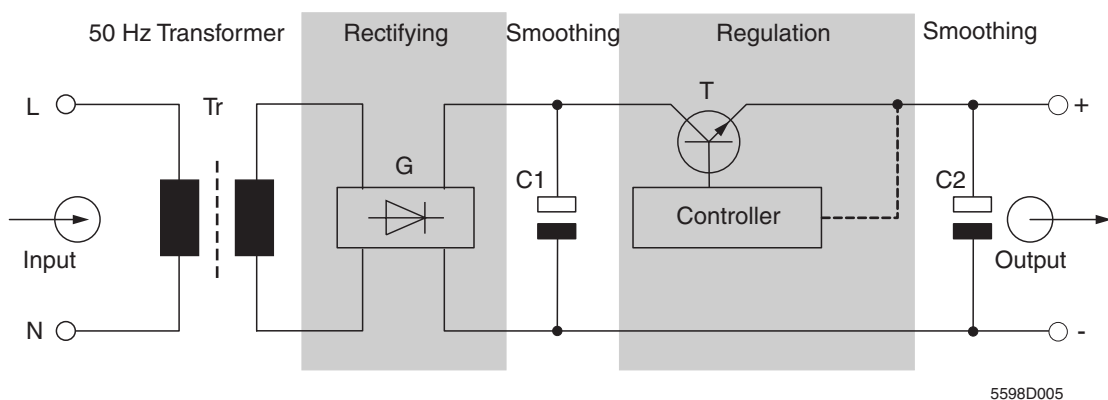 50 Hz Transformer
Rectifying
Smoothing
Regulation
Smoothing
L
Tr
T
+
G
C1
C2
Controller
Input
Output
N
-
5598D005